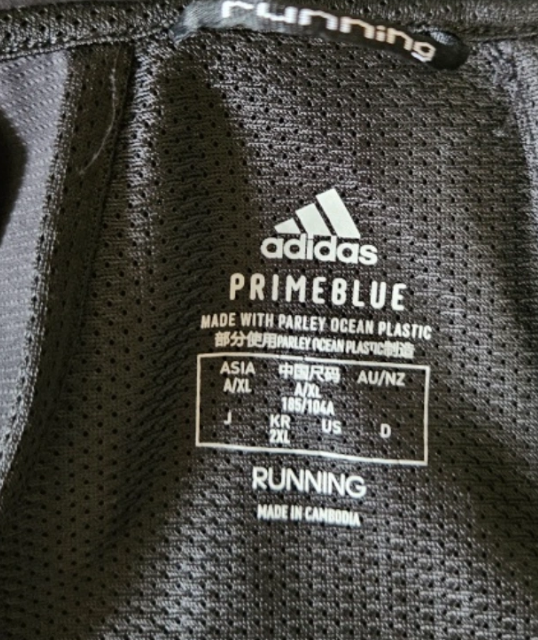 running
adidas
PRIMEBLUE
MADE WITH PARLEY OCEAN PLASTIC
部分使用PARLEY OCEAN PLASTIC制造
ASIA 中国尺码 AU/NZ
A/XL A/XL
185/104A
J KR US D
2XL
RUNNING
MADE IN CAMBODIA